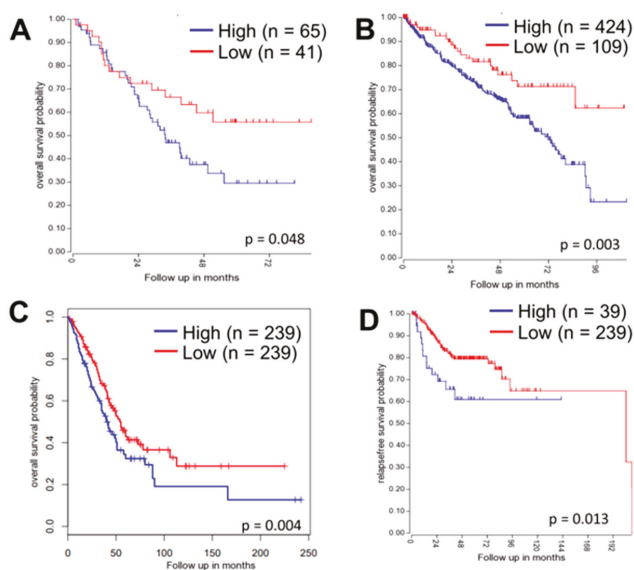 A
High (n = 65)
Low (n = 41)
overall survival probability
1.00
0.90
0.80
0.70
0.60
0.50
0.40
0.30
0.20
0.10
0.00
p = 0.048
0
24
48
72
Follow up in months
B
High (n = 424)
Low (n = 109)
overall survival probability
1.00
0.90
0.80
0.70
0.60
0.50
0.40
0.30
0.20
0.10
0.00
p = 0.003
0
24
48
72
96
Follow up in months
C
High (n = 239)
Low (n = 239)
overall survival probability
1.0
0.8
0.6
0.4
0.2
0.0
p = 0.004
0
50
100
150
200
250
Follow up in months
D
High (n = 39)
Low (n = 239)
relapsefree survival probability
1.00
0.90
0.80
0.70
0.60
0.50
0.40
0.30
0.20
0.10
0.00
p = 0.013
0
24
48
72
96
120
144
168
192
Follow up in months